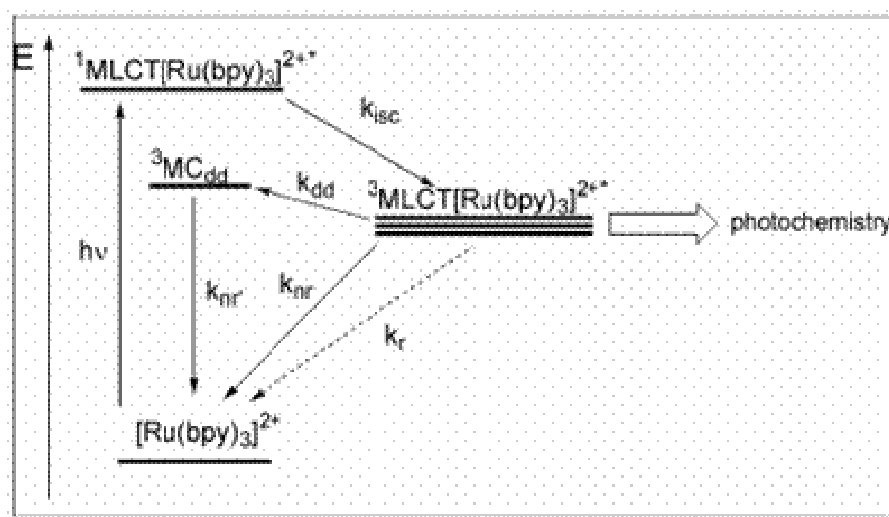 E
¹MLCT[Ru(bpy)₃]²⁺*
k_isc
³MC_dd
k_dd
³MLCT[Ru(bpy)₃]²⁺*
photochemistry
hν
k_nr'
k_nr
k_r
[Ru(bpy)₃]²⁺